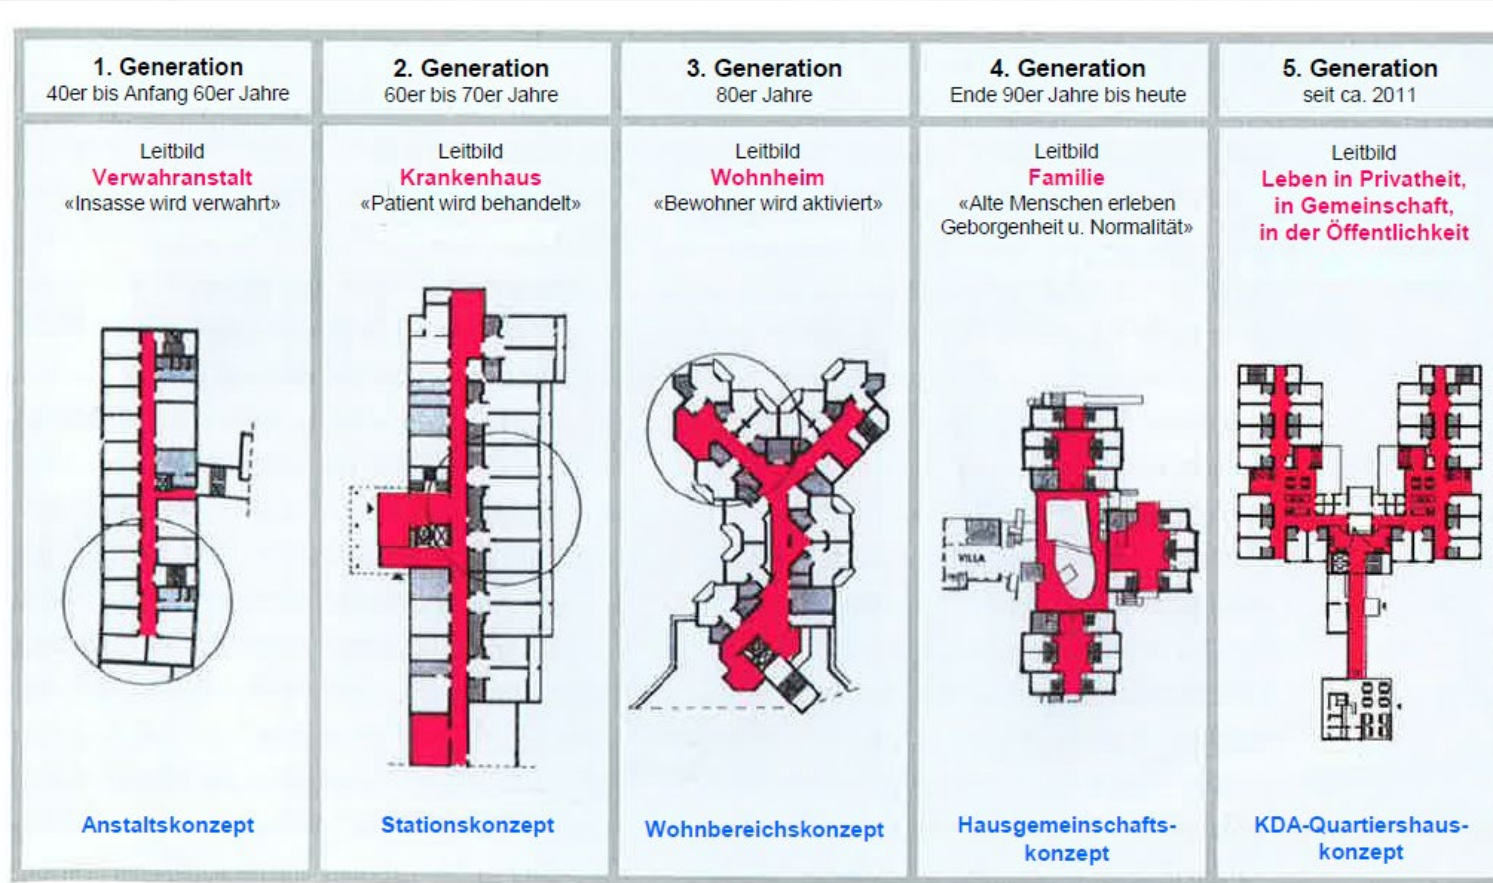 1. Generation
40er bis Anfang 60er Jahre
2. Generation
60er bis 70er Jahre
3. Generation
80er Jahre
4. Generation
Ende 90er Jahre bis heute
5. Generation
seit ca. 2011
Leitbild
Verwahranstalt
«Insasse wird verwahrt»
Leitbild
Krankenhaus
«Patient wird behandelt»
Leitbild
Wohnheim
«Bewohner wird aktiviert»
Leitbild
Familie
«Alte Menschen erleben
Geborgenheit u. Normalität»
Leitbild
Leben in Privatheit,
in Gemeinschaft,
in der Öffentlichkeit
VILLA
Anstaltskonzept
Stationskonzept
Wohnbereichskonzept
Hausgemeinschafts-
konzept
KDA-Quartiershaus-
konzept